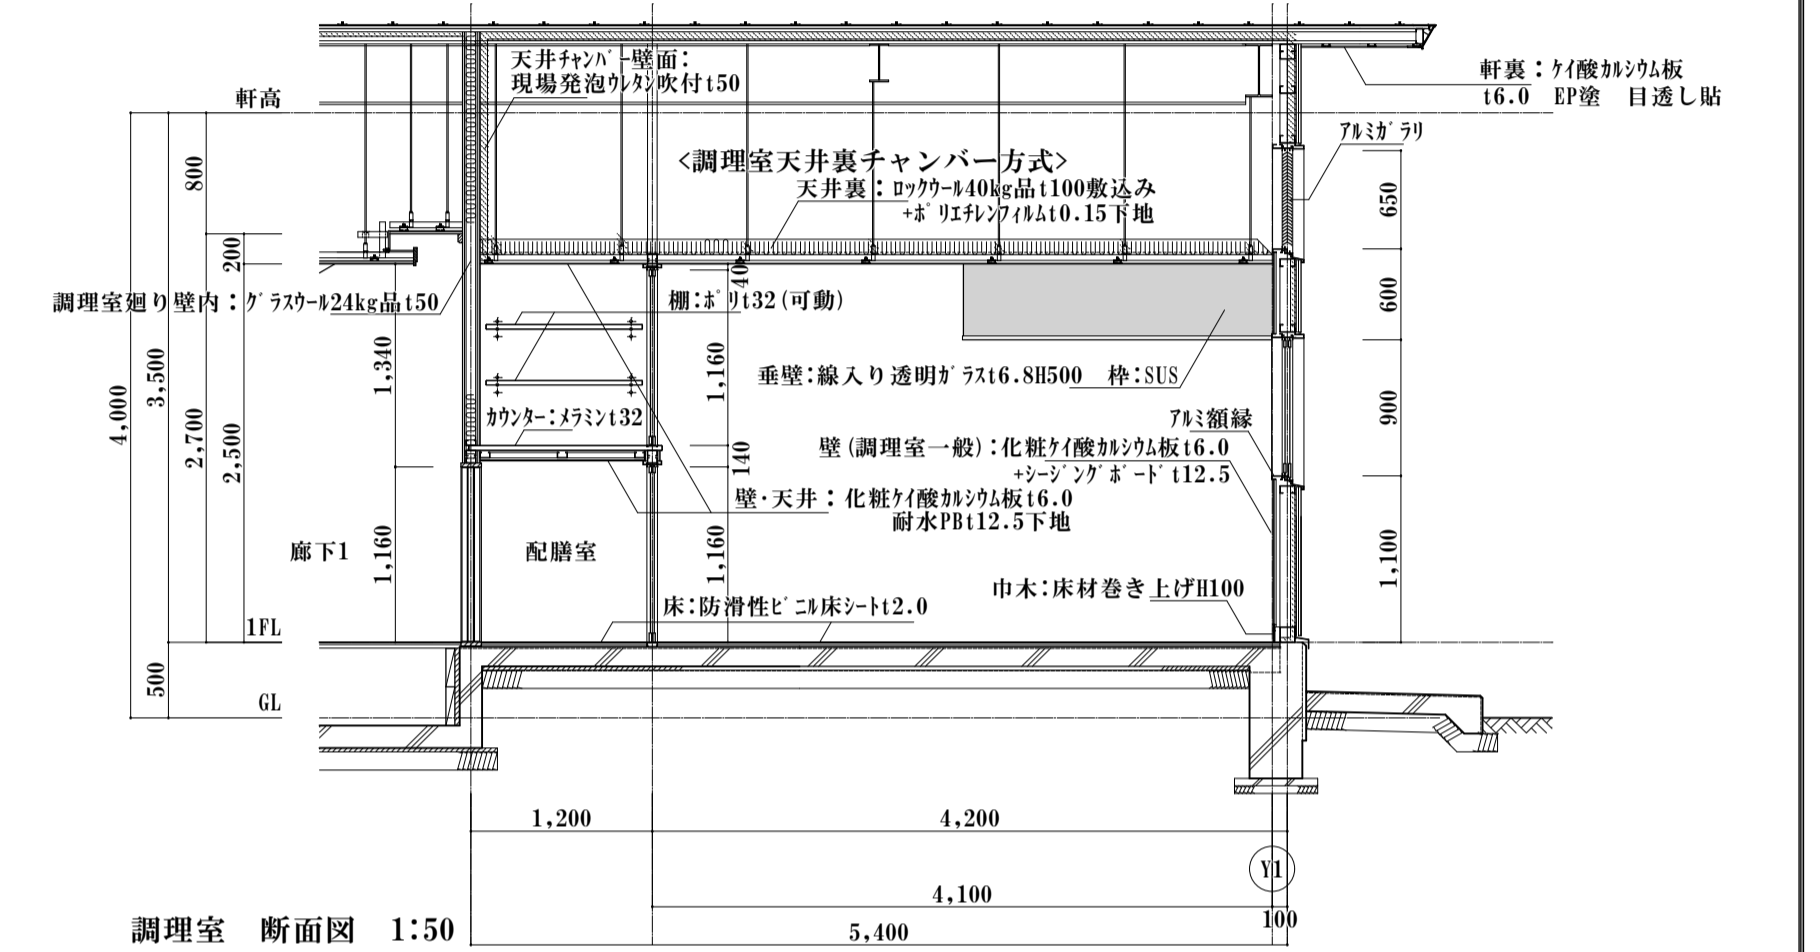 天井ﾁｬﾝﾊﾞｰ壁面:
現場発泡ｳﾚﾀﾝ吹付t50
軒裏：ｹｲ酸ｶﾙｼｳﾑ板
t6.0　EP塗　目透し貼
軒高
ｱﾙﾐｶﾞﾗﾘ
800
<調理室天井裏チャンバー方式>
天井裏：ﾛｯｸｳｰﾙ40kg品t100敷込み
+ﾎﾟﾘｴﾁﾚﾝﾌｨﾙﾑt0.15下地
650
200
40
調理室廻り壁内：ｸﾞﾗｽｳｰﾙ24kg品t50
棚:ﾎﾟﾘt32(可動)
600
4,000
3,500
2,700
2,500
1,340
1,160
垂壁:線入り透明ｶﾞﾗｽt6.8H500　枠:SUS
900
ｶｳﾝﾀｰ:ﾒﾗﾐﾝt32
ｱﾙﾐ額縁
壁(調理室一般):化粧ｹｲ酸ｶﾙｼｳﾑ板t6.0
+ｼｰｼﾞﾝｸﾞﾎﾞｰﾄﾞt12.5
140
壁･天井：化粧ｹｲ酸ｶﾙｼｳﾑ板t6.0
耐水PBt12.5下地
廊下1
1,160
配膳室
1,160
1,100
巾木:床材巻き上げH100
床:防滑性ﾋﾞﾆﾙ床ｼｰﾄt2.0
1FL
500
GL
1,200
4,200
Y1
4,100
100
5,400
調理室　断面図　1:50